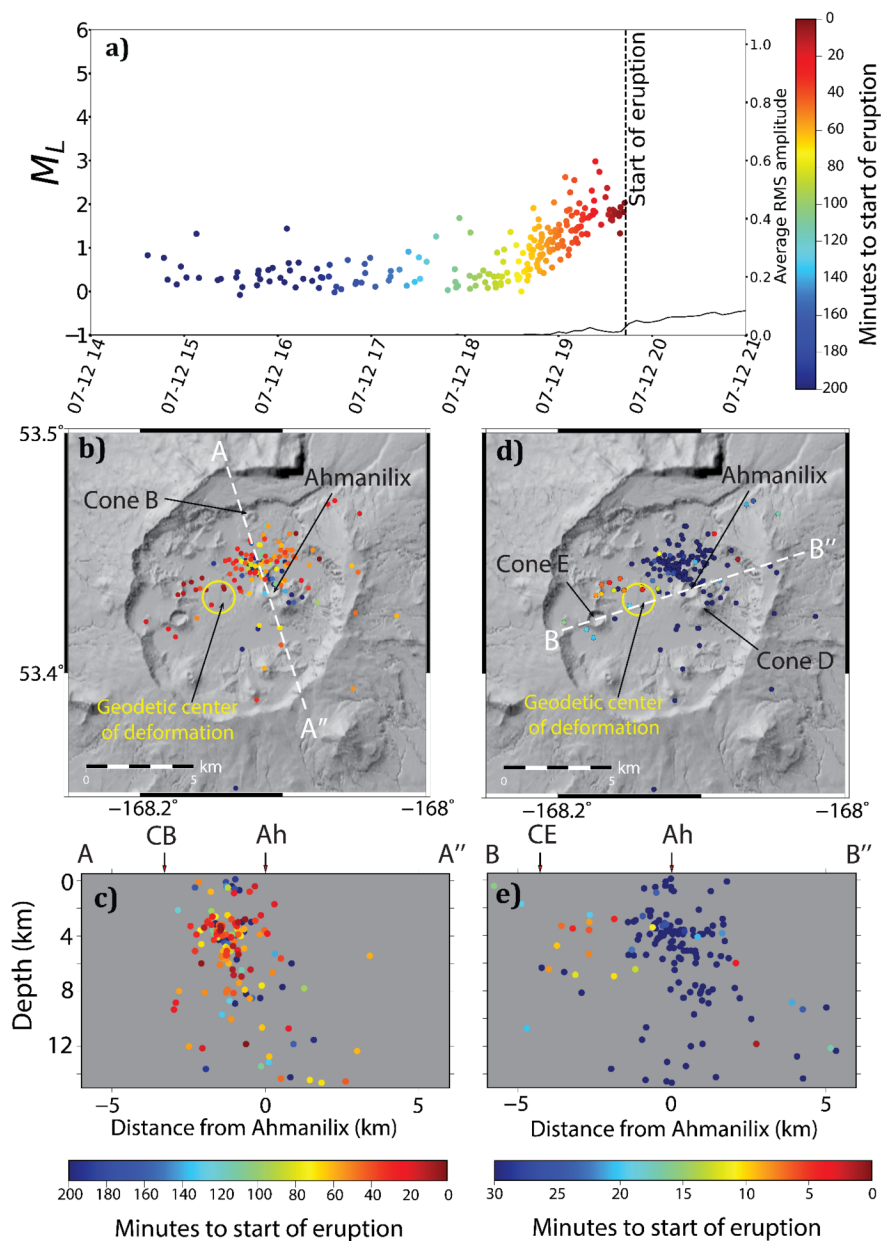 a)
6
5
4
3
2
1
0
−1
M_L
1.0
0.8
0.6
0.4
0.2
0.0
Average RMS amplitude
Start of eruption
0
20
40
60
80
100
120
140
160
180
200
Minutes to start of eruption
07-12 14
07-12 15
07-12 16
07-12 17
07-12 18
07-12 19
07-12 20
07-12 21
53.5°
53.4°
b)
A
Ahmanilix
Cone B
Geodetic center
of deformation
A″
km
0
5
−168.2°
−168°
d)
Ahmanilix
B″
Cone E
B
Cone D
Geodetic center
of deformation
km
0
5
−168.2°
−168°
A
CB
Ah
A″
c)
0
4
8
12
Depth (km)
−5
0
5
Distance from Ahmanilix (km)
200 160 140 120 100 80 60 40 20 0
Minutes to start of eruption
B
CE
Ah
B″
e)
−5
0
5
Distance from Ahmanilix (km)
30 25 20 15 10 5 0
Minutes to start of eruption